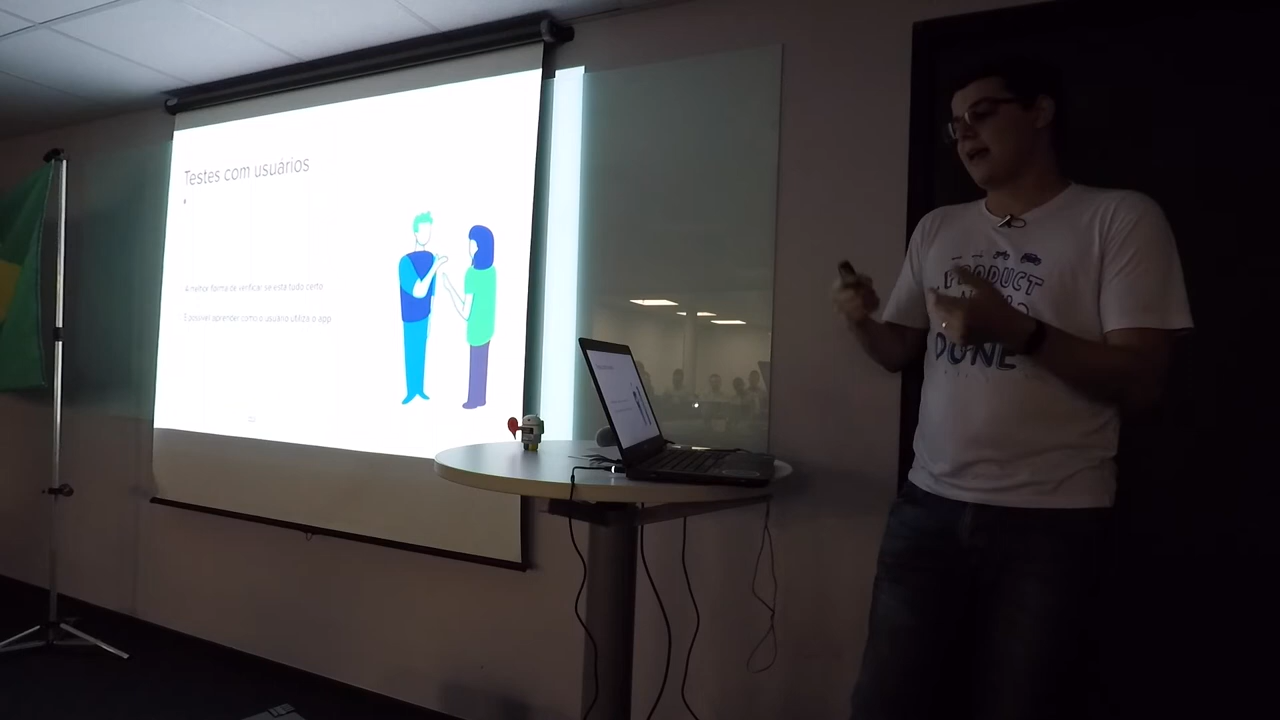 Testes com usuários
A melhor forma de verificar se está tudo certo
É possível aprender como o usuário utiliza o app
PRODUCT
DONE